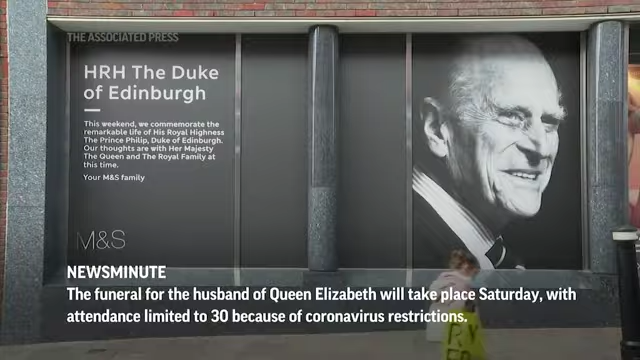 THE ASSOCIATED PRESS
HRH The Duke
of Edinburgh
This weekend, we commemorate the
remarkable life of His Royal Highness
The Prince Philip, Duke of Edinburgh.
Our thoughts are with Her Majesty
The Queen and The Royal Family at
this time.
Your M&S family
M&S
NEWSMINUTE
The funeral for the husband of Queen Elizabeth will take place Saturday, with
attendance limited to 30 because of coronavirus restrictions.